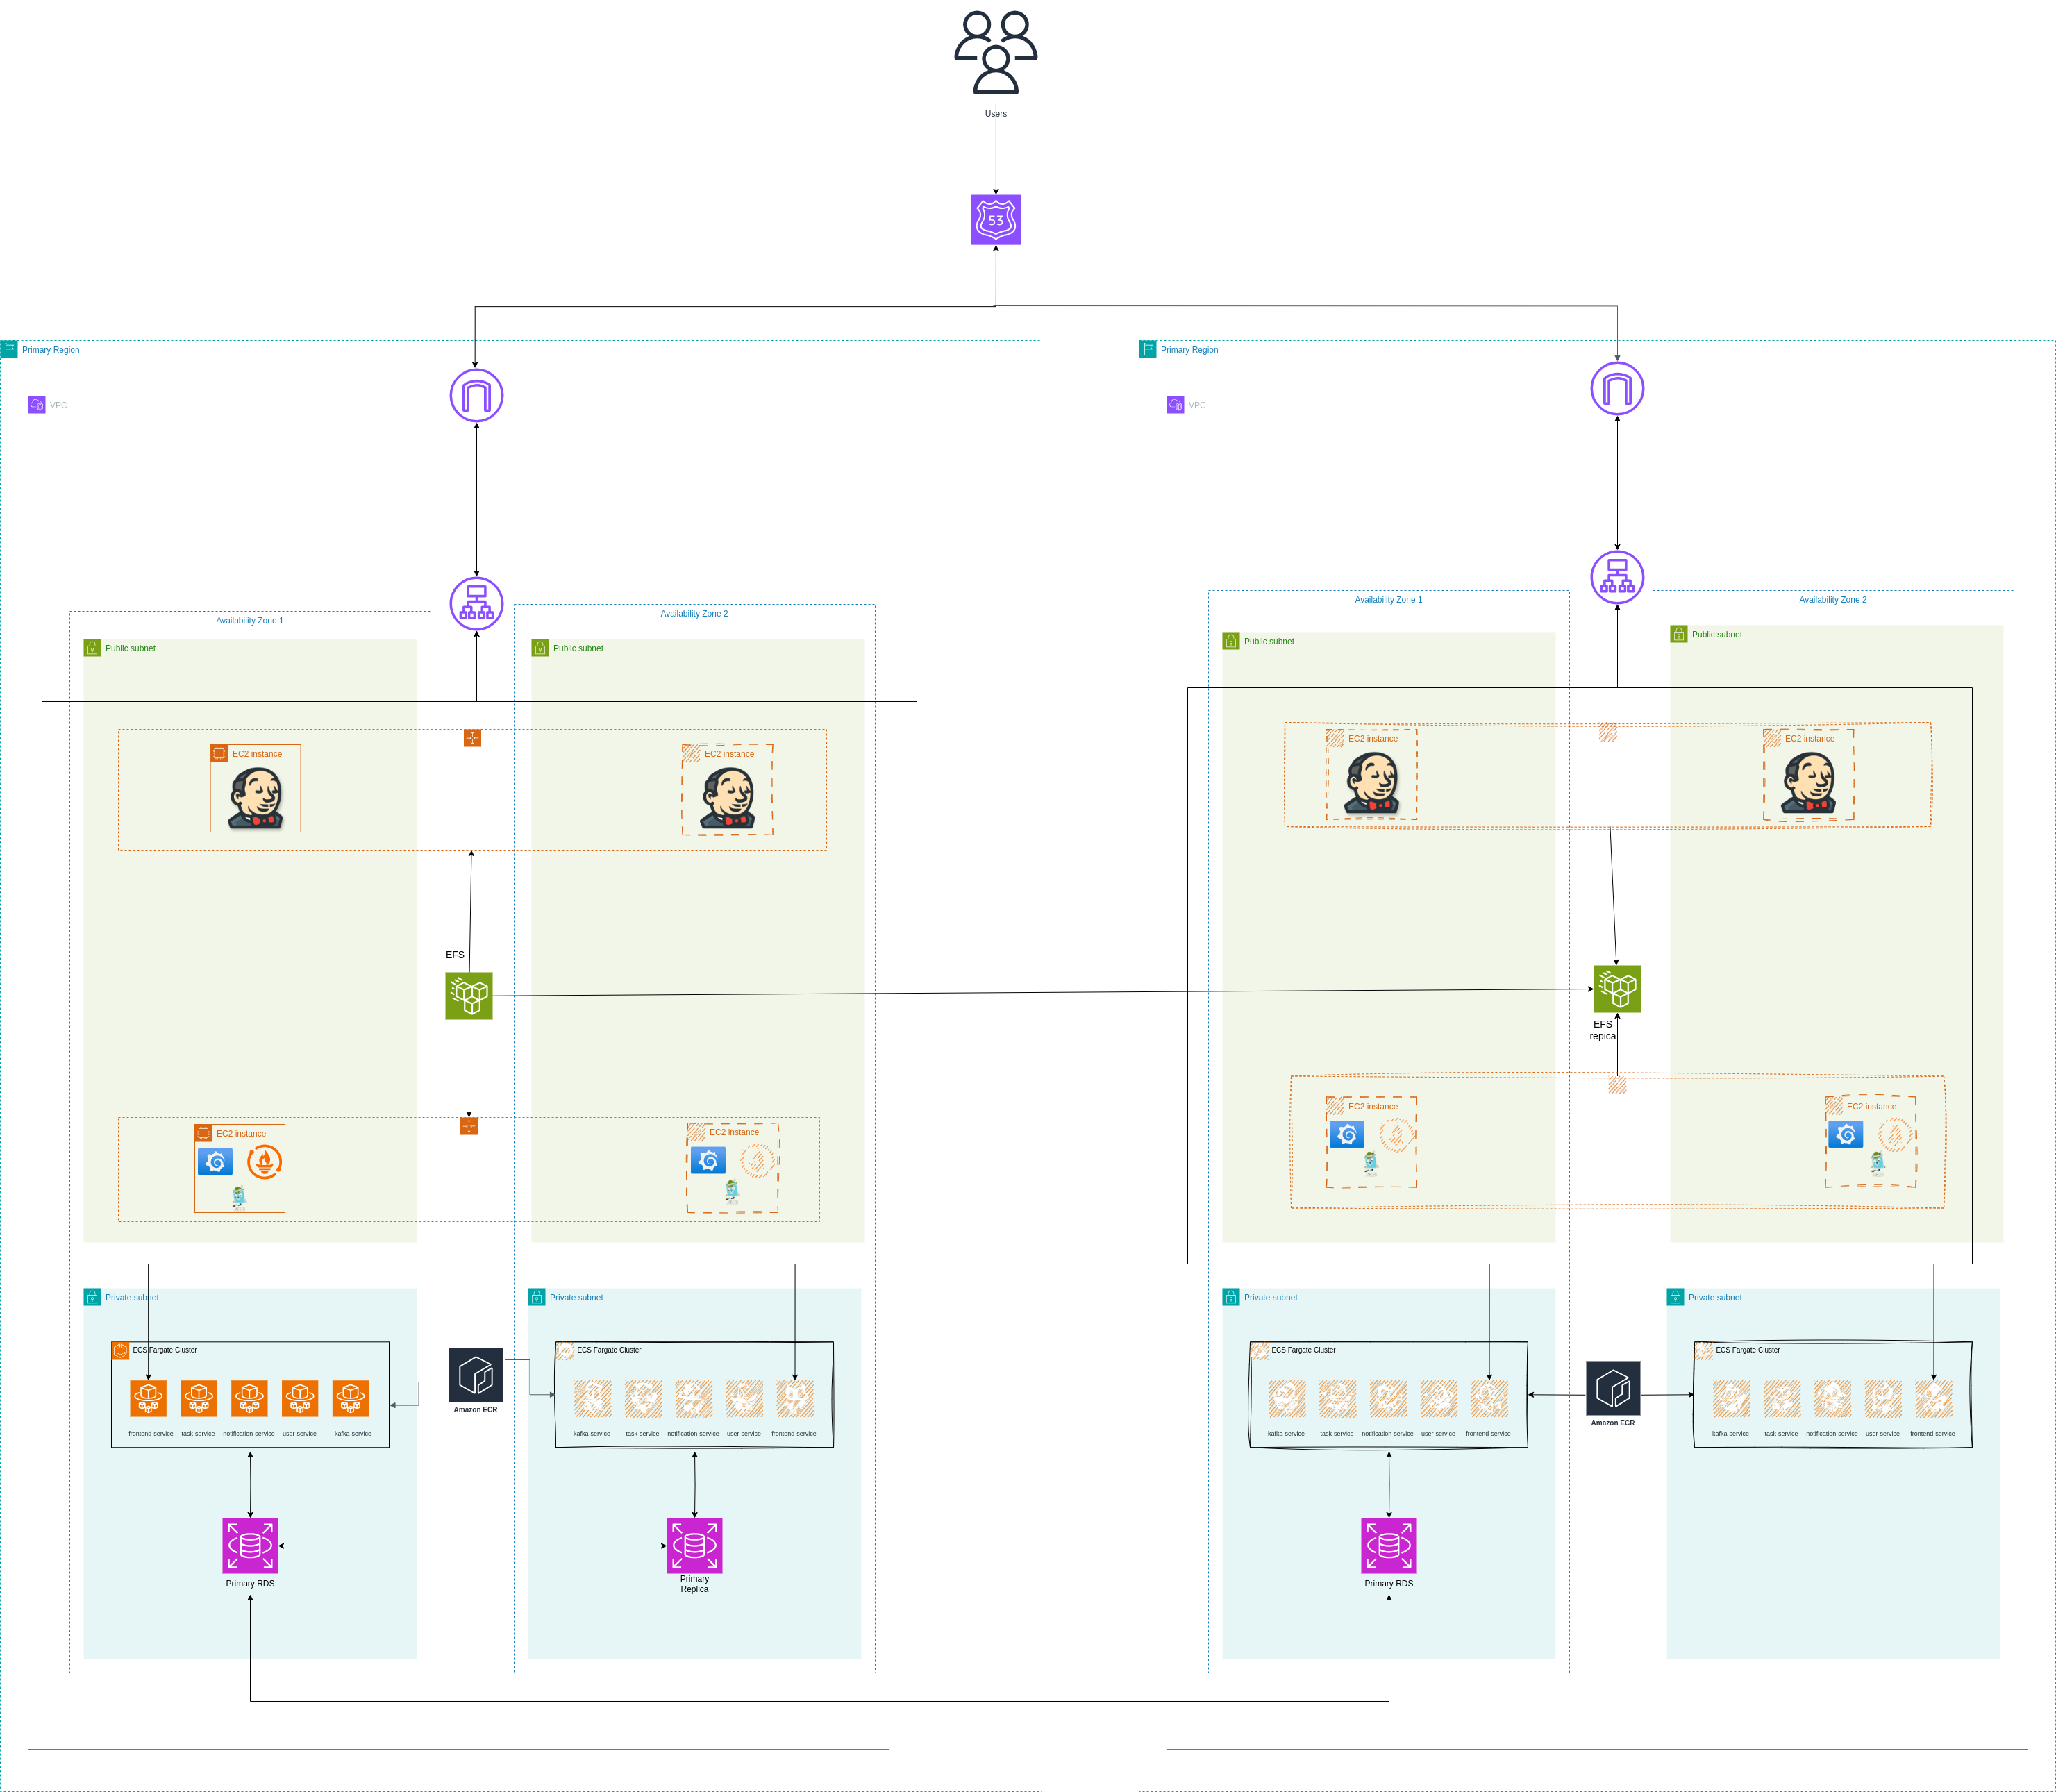 Users
53
Primary Region
VPC
Availability Zone 1
Public subnet
EC2 instance
Availability Zone 2
Public subnet
EC2 instance
EFS
EC2 instance
EC2 instance
Private subnet
ECS Fargate Cluster
frontend-service
task-service
notification-service
user-service
kafka-service
Amazon ECR
Private subnet
ECS Fargate Cluster
kafka-service
task-service
notification-service
user-service
frontend-service
Primary RDS
Primary
Replica
Primary Region
VPC
Availability Zone 1
Public subnet
EC2 instance
Availability Zone 2
Public subnet
EC2 instance
EFS
repica
EC2 instance
EC2 instance
Private subnet
ECS Fargate Cluster
kafka-service
task-service
notification-service
user-service
frontend-service
Amazon ECR
Private subnet
ECS Fargate Cluster
kafka-service
task-service
notification-service
user-service
frontend-service
Primary RDS